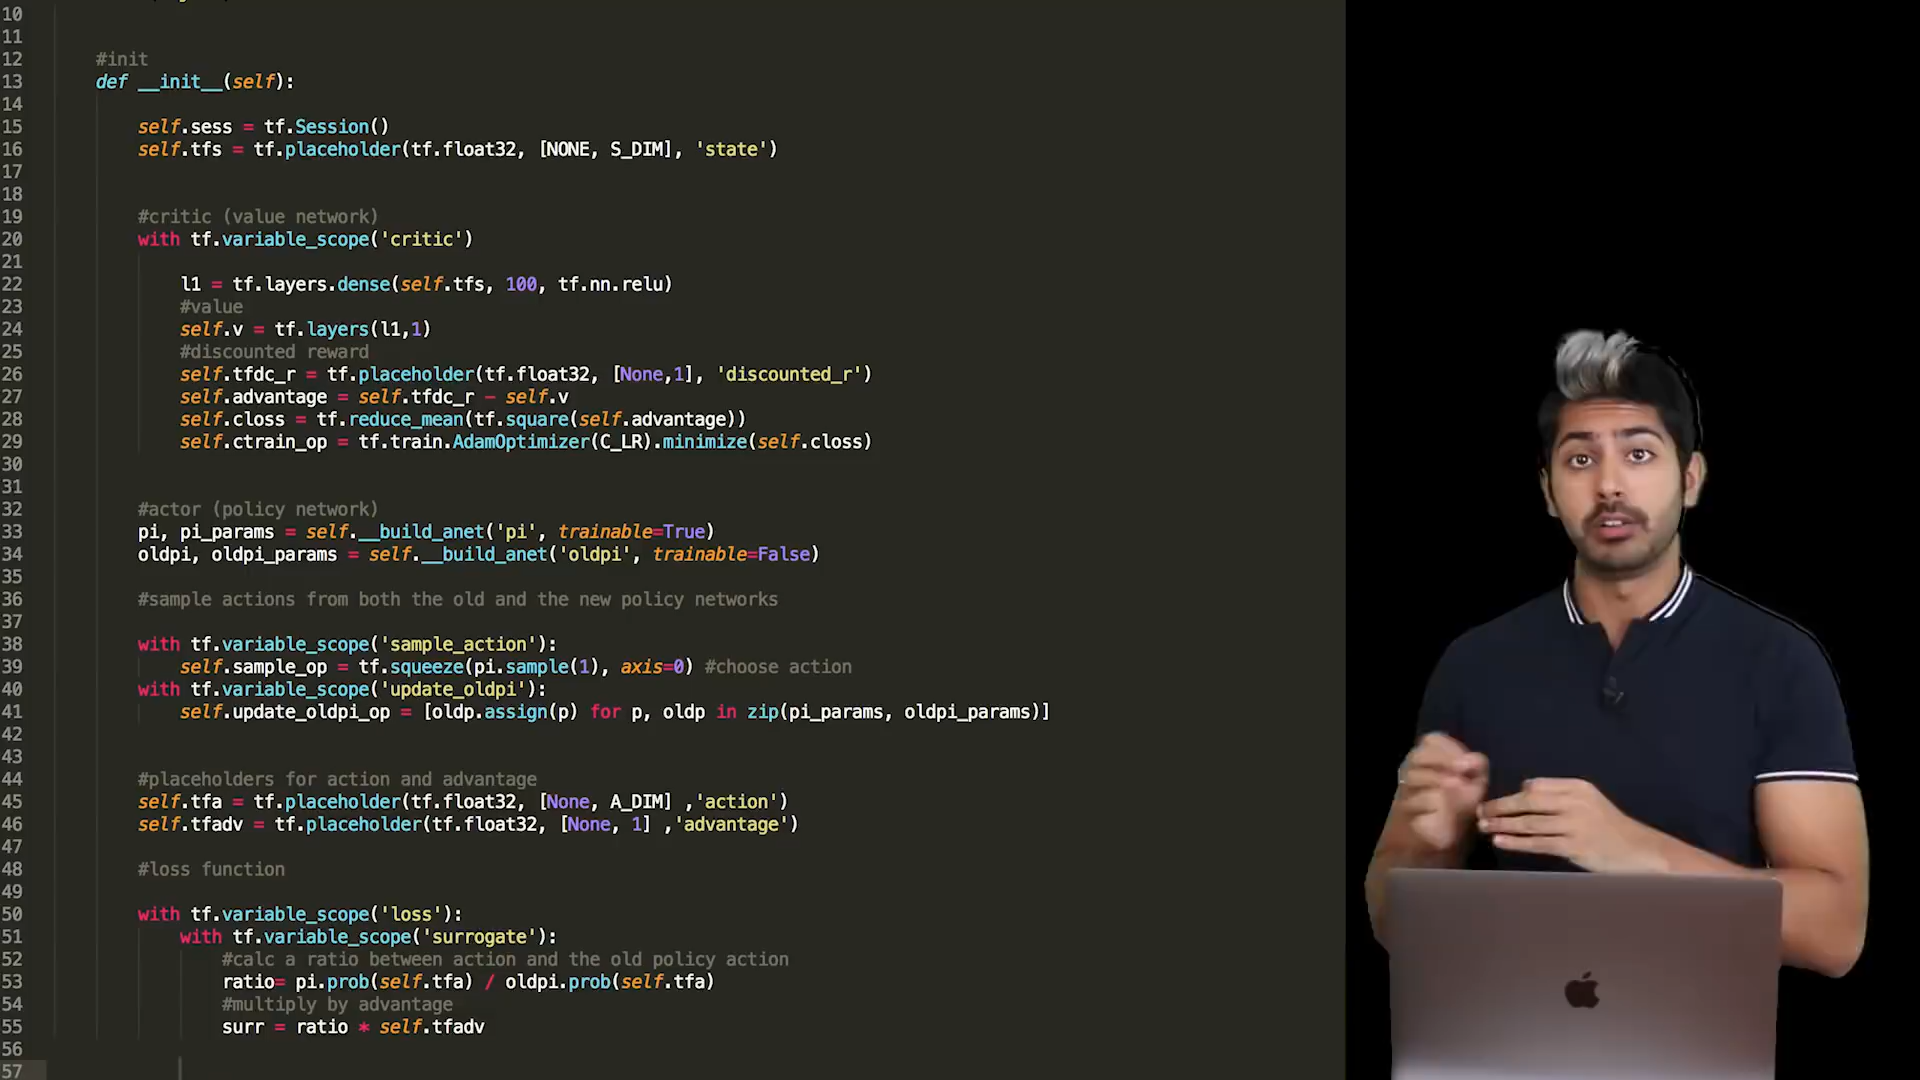 10
11
12 #init
13 def __init__(self):
14
15 self.sess = tf.Session()
16 self.tfs = tf.placeholder(tf.float32, [NONE, S_DIM], 'state')
17
18
19 #critic (value network)
20 with tf.variable_scope('critic')
21
22 l1 = tf.layers.dense(self.tfs, 100, tf.nn.relu)
23 #value
24 self.v = tf.layers(l1,1)
25 #discounted reward
26 self.tfdc_r = tf.placeholder(tf.float32, [None,1], 'discounted_r')
27 self.advantage = self.tfdc_r - self.v
28 self.closs = tf.reduce_mean(tf.square(self.advantage))
29 self.ctrain_op = tf.train.AdamOptimizer(C_LR).minimize(self.closs)
30
31
32 #actor (policy network)
33 pi, pi_params = self.__build_anet('pi', trainable=True)
34 oldpi, oldpi_params = self.__build_anet('oldpi', trainable=False)
35
36 #sample actions from both the old and the new policy networks
37
38 with tf.variable_scope('sample_action'):
39 self.sample_op = tf.squeeze(pi.sample(1), axis=0) #choose action
40 with tf.variable_scope('update_oldpi'):
41 self.update_oldpi_op = [oldp.assign(p) for p, oldp in zip(pi_params, oldpi_params)]
42
43
44 #placeholders for action and advantage
45 self.tfa = tf.placeholder(tf.float32, [None, A_DIM] ,'action')
46 self.tfadv = tf.placeholder(tf.float32, [None, 1] ,'advantage')
47
48 #loss function
49
50 with tf.variable_scope('loss'):
51 with tf.variable_scope('surrogate'):
52 #calc a ratio between action and the old policy action
53 ratio= pi.prob(self.tfa) / oldpi.prob(self.tfa)
54 #multiply by advantage
55 surr = ratio * self.tfadv
56
57